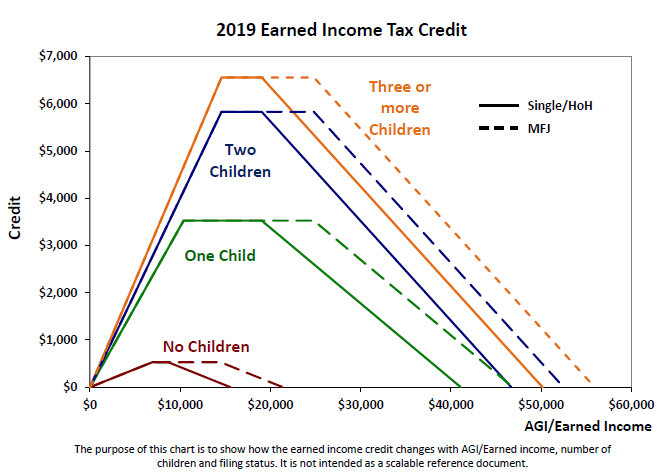 2019 Earned Income Tax Credit
$7,000
$6,000
$5,000
$4,000
$3,000
$2,000
$1,000
$0
Credit
Three or
more
Children
Single/HoH
MFJ
Two
Children
One Child
No Children
$0 $10,000 $20,000 $30,000 $40,000 $50,000 $60,000
AGI/Earned Income
The purpose of this chart is to show how the earned income credit changes with AGI/Earned income, number of
children and filing status. It is not intended as a scalable reference document.